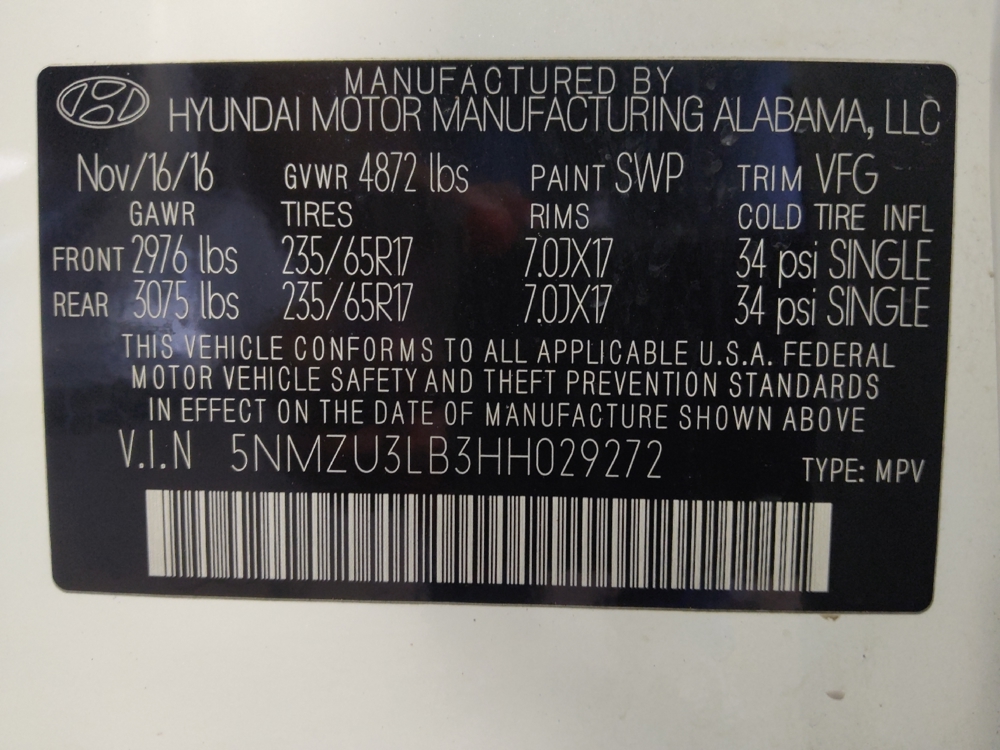 MANUFACTURED BY
HYUNDAI MOTOR MANUFACTURING ALABAMA, LLC
Nov/16/16 GVWR 4872 lbs PAINT SWP TRIM VFG
GAWR TIRES RIMS COLD TIRE INFL
FRONT 2976 lbs 235/65R17 7.0JX17 34 psi SINGLE
REAR 3075 lbs 235/65R17 7.0JX17 34 psi SINGLE
THIS VEHICLE CONFORMS TO ALL APPLICABLE U.S.A. FEDERAL
MOTOR VEHICLE SAFETY AND THEFT PREVENTION STANDARDS
IN EFFECT ON THE DATE OF MANUFACTURE SHOWN ABOVE
V.I.N 5NMZU3LB3HH029272 TYPE: MPV